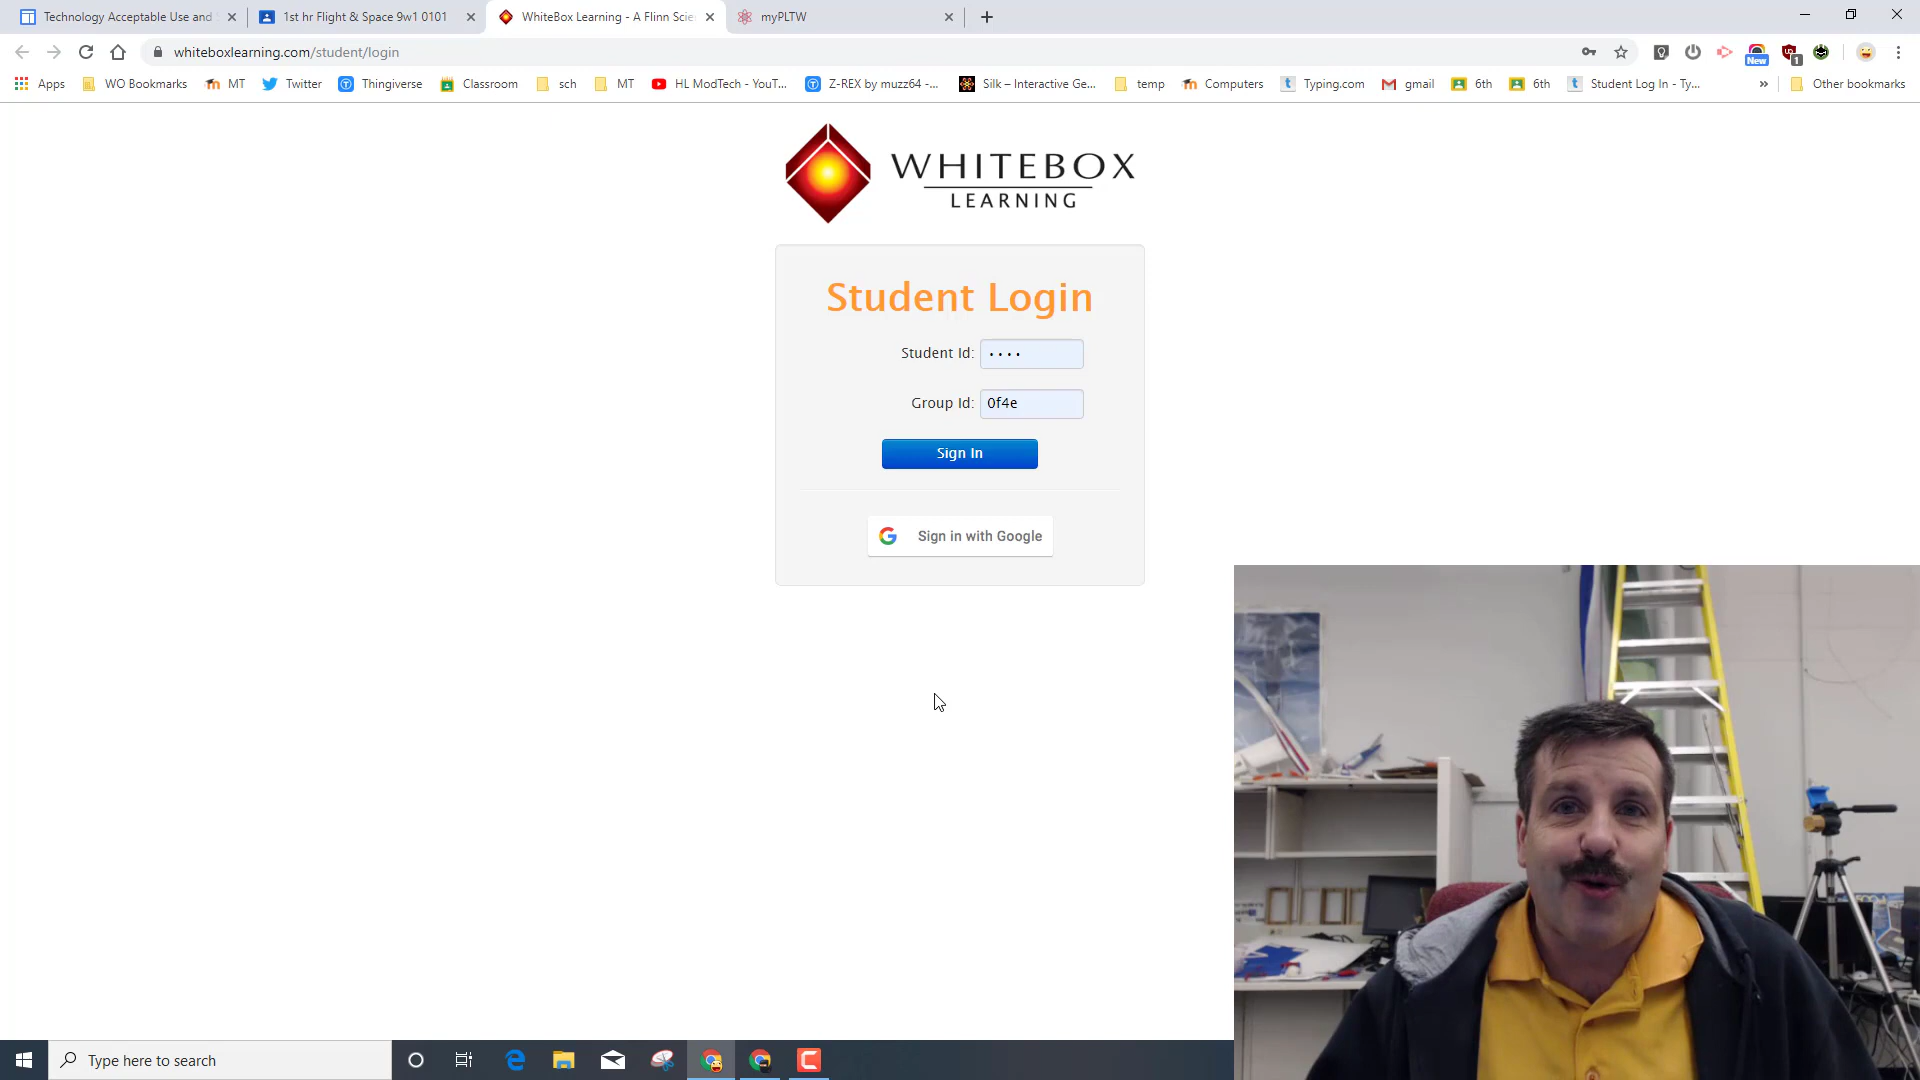 Technology Acceptable Use and
1st hr Flight & Space 9w1 0101
WhiteBox Learning - A Flinn Scie
myPLTW
whiteboxlearning.com/student/login
New
1
Apps
WO Bookmarks
MT
Twitter
Thingiverse
Classroom
sch
MT
HL ModTech - YouT...
Z-REX by muzz64 -...
Silk – Interactive Ge...
temp
Computers
Typing.com
gmail
6th
6th
Student Log In - Ty...
Other bookmarks
WHITEBOX
LEARNING
Student Login
Student Id: ····
Group Id: 0f4e
Sign In
Sign in with Google
Type here to search